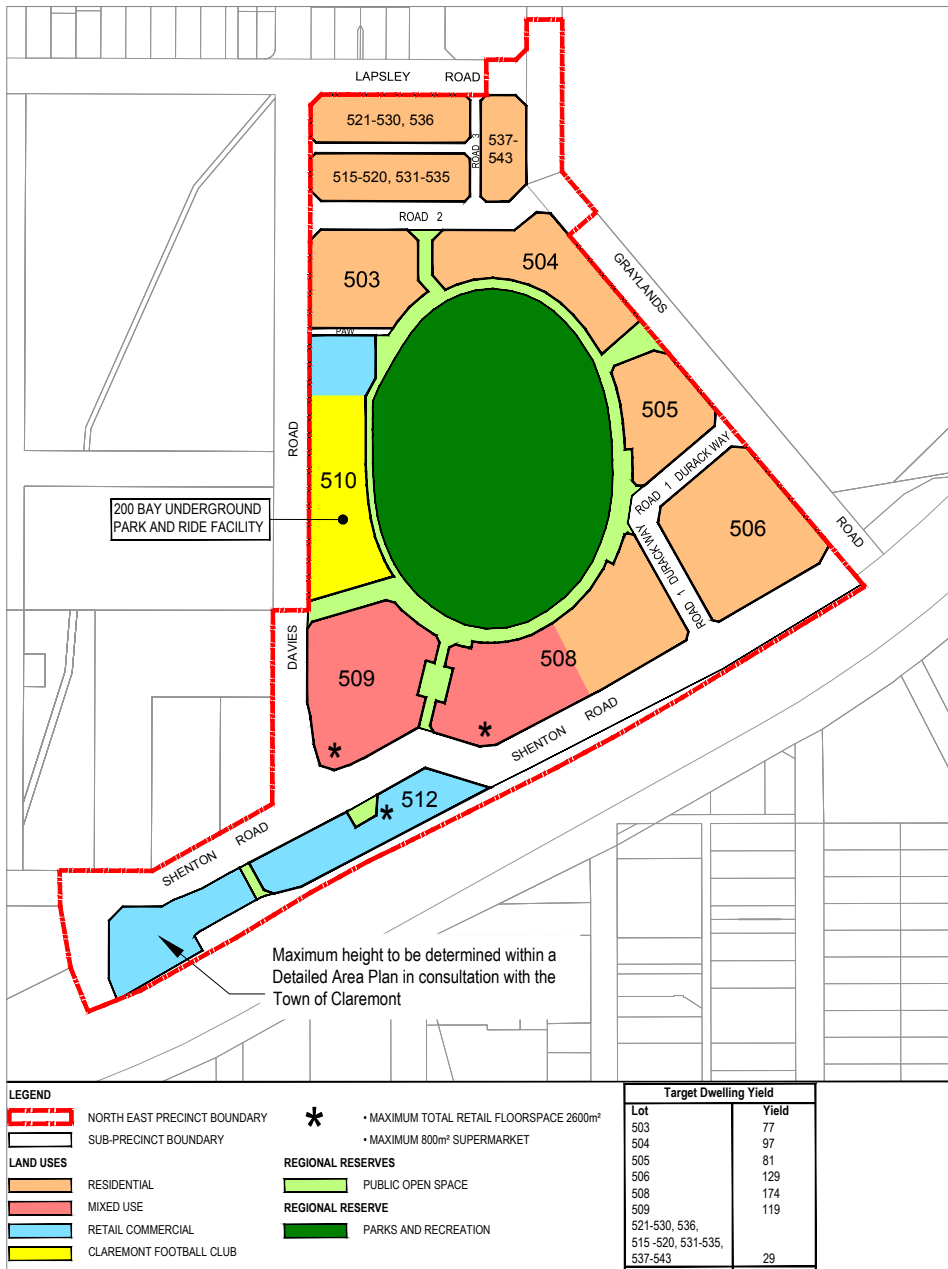 LAPSLEY ROAD
521-530, 536
ROAD 3
537-
543
515-520, 531-535
ROAD 2
503
504
GRAYLANDS
PAW
505
ROAD
510
ROAD 1 DURACK WAY
200 BAY UNDERGROUND
PARK AND RIDE FACILITY
506
ROAD
ROAD 1 DURACK WAY
DAVIES
508
509
*
*
SHENTON ROAD
512
*
SHENTON ROAD
Maximum height to be determined within a
Detailed Area Plan in consultation with the
Town of Claremont
LEGEND
NORTH EAST PRECINCT BOUNDARY
SUB-PRECINCT BOUNDARY
LAND USES
RESIDENTIAL
MIXED USE
RETAIL COMMERCIAL
CLAREMONT FOOTBALL CLUB
*
• MAXIMUM TOTAL RETAIL FLOORSPACE 2600m²
• MAXIMUM 800m² SUPERMARKET
REGIONAL RESERVES
PUBLIC OPEN SPACE
REGIONAL RESERVE
PARKS AND RECREATION
Target Dwelling Yield
Lot Yield
503 77
504 97
505 81
506 129
508 174
509 119
521-530, 536,
515 -520, 531-535,
537-543 29